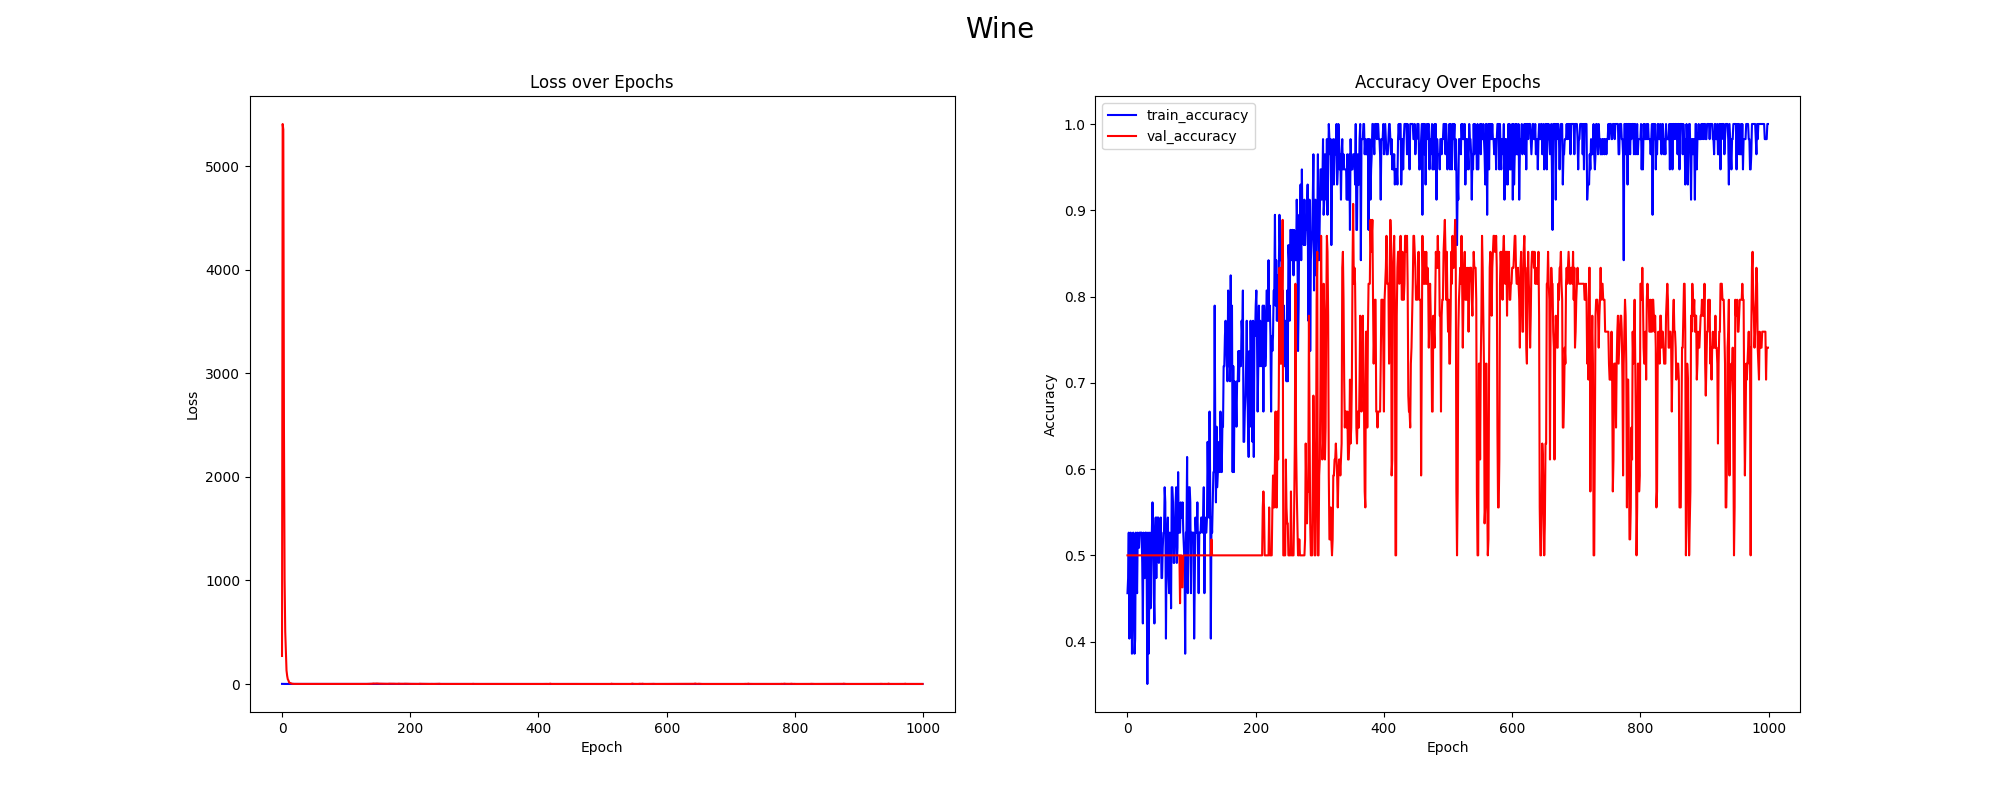 Wine
Loss over Epochs
5000
4000
3000
2000
1000
0
Loss
0 200 400 600 800 1000
Epoch
Accuracy Over Epochs
train_accuracy
val_accuracy
1.0
0.9
0.8
0.7
0.6
0.5
0.4
Accuracy
0 200 400 600 800 1000
Epoch